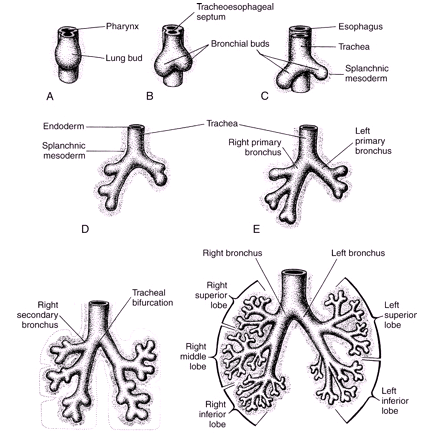 Pharynx
Lung bud
A
Tracheoesophageal
septum
Bronchial buds
B
Esophagus
Trachea
Splanchnic
mesoderm
C
Endoderm
Splanchnic
mesoderm
Trachea
D
Right primary
bronchus
Left
primary
bronchus
E
Right
secondary
bronchus
Tracheal
bifurcation
Right bronchus
Left bronchus
Right
superior
lobe
Right
middle
lobe
Right
inferior
lobe
Left
superior
lobe
Left
inferior
lobe